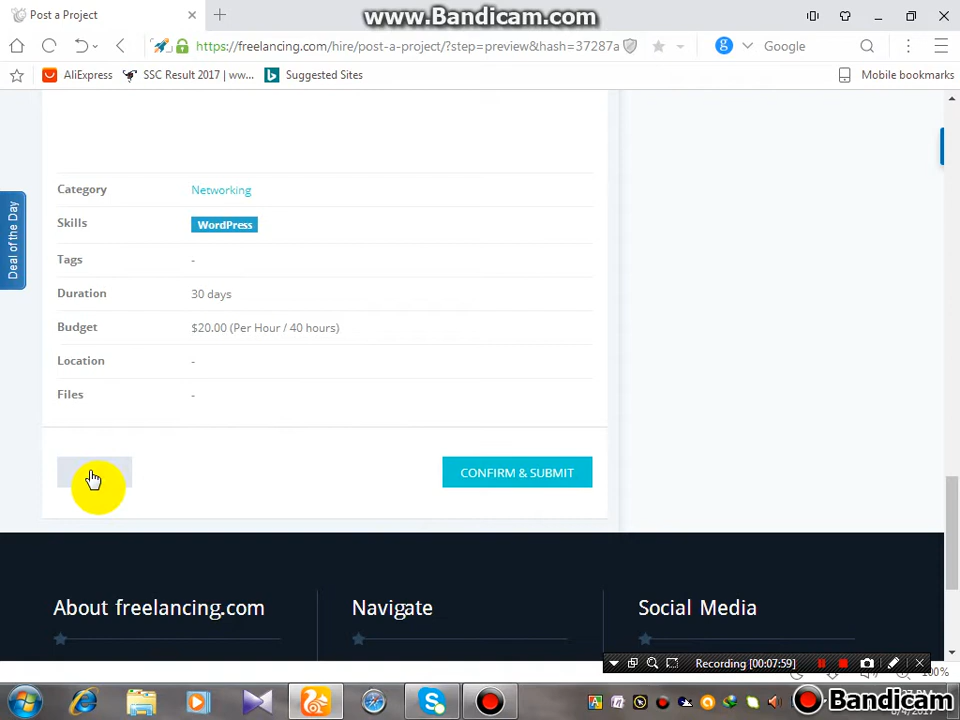 www.Bandicam.com
Post a Project
https://freelancing.com/hire/post-a-project/?step=preview&hash=37287a
Google
AliExpress
SSC Result 2017 | ww...
Suggested Sites
Mobile bookmarks
Deal of the Day
Category
Networking
Skills
WordPress
Tags
-
Duration
30 days
Budget
$20.00 (Per Hour / 40 hours)
Location
-
Files
-
CONFIRM & SUBMIT
About freelancing.com
Navigate
Social Media
Recording [00:07:59]
100%
Bandicam